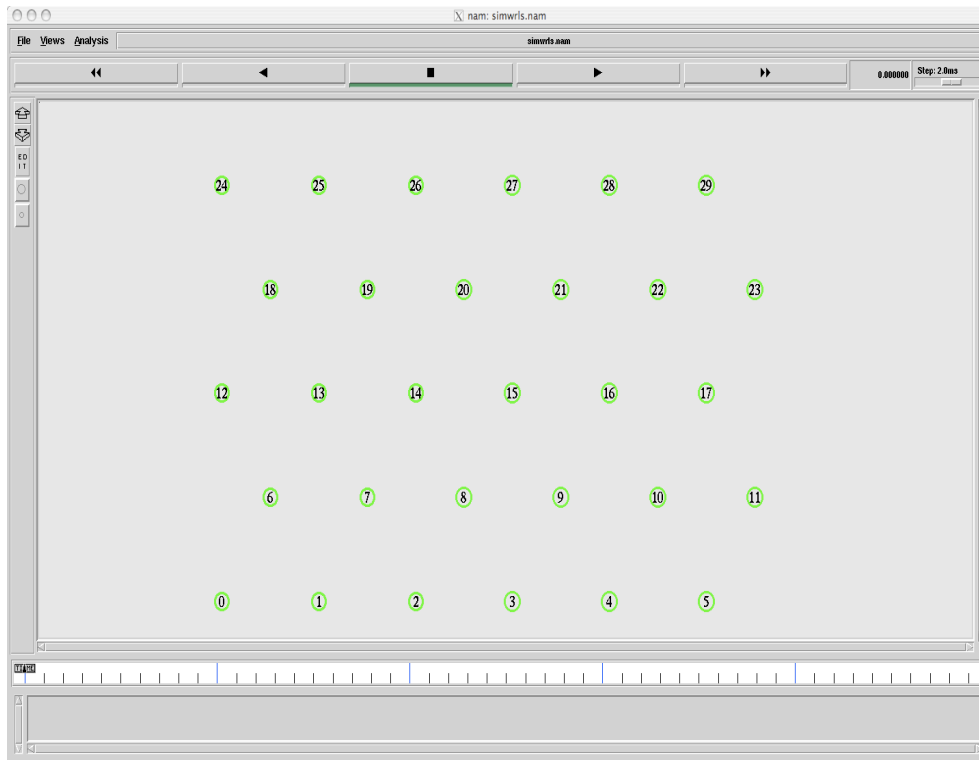 nam: simwrls.nam
File Views Analysis simwrls.nam
0.000000 Step: 2.0ms
ED
IT
24 25 26 27 28 29
18 19 20 21 22 23
12 13 14 15 16 17
6 7 8 9 10 11
0 1 2 3 4 5